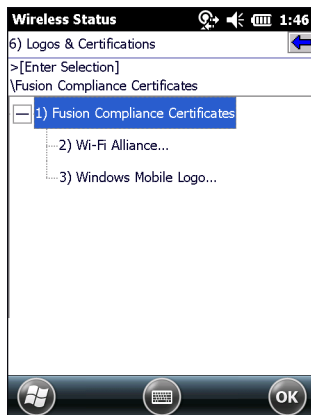 Wireless Status 1:46
6) Logos & Certifications
>[Enter Selection]
\Fusion Compliance Certificates
1) Fusion Compliance Certificates
2) Wi-Fi Alliance...
3) Windows Mobile Logo...
OK